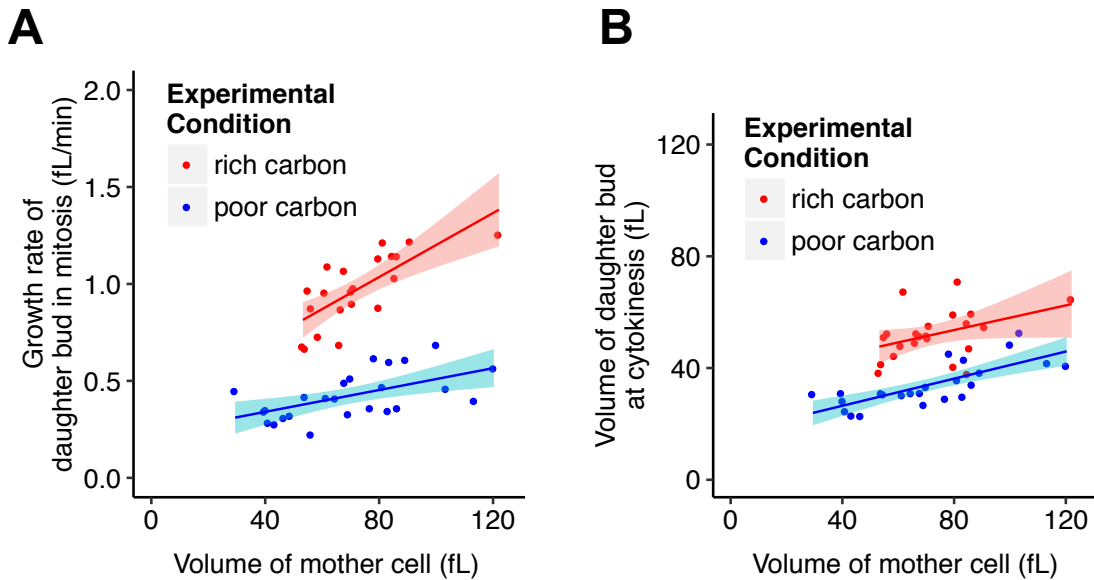 A
Growth rate of
daughter bud in mitosis (fL/min)
2.0
1.5
1.0
0.5
0.0
Experimental
Condition
rich carbon
poor carbon
0 40 80 120
Volume of mother cell (fL)
B
Volume of daughter bud
at cytokinesis (fL)
120
80
40
0
Experimental
Condition
rich carbon
poor carbon
0 40 80 120
Volume of mother cell (fL)